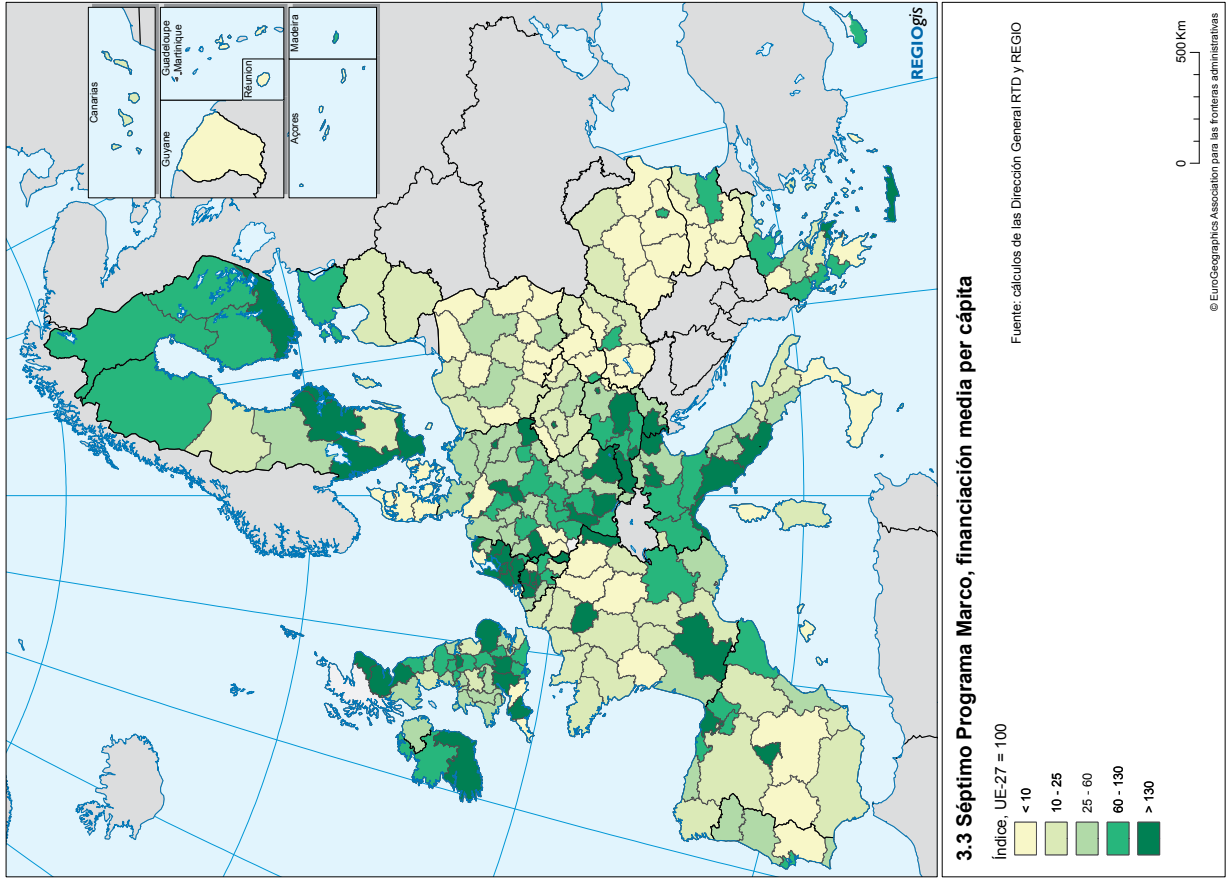 Canarias
Guadeloupe
Martinique
Madeira
Guyane
Réunion
Açores
REGIOgis
3.3 Séptimo Programa Marco, financiación media per cápita
Índice, UE-27 = 100
< 10
10 - 25
25 - 60
60 - 130
> 130
Fuente: cálculos de las Dirección General RTD y REGIO
0 500 Km
© EuroGeographics Association para las fronteras administrativas